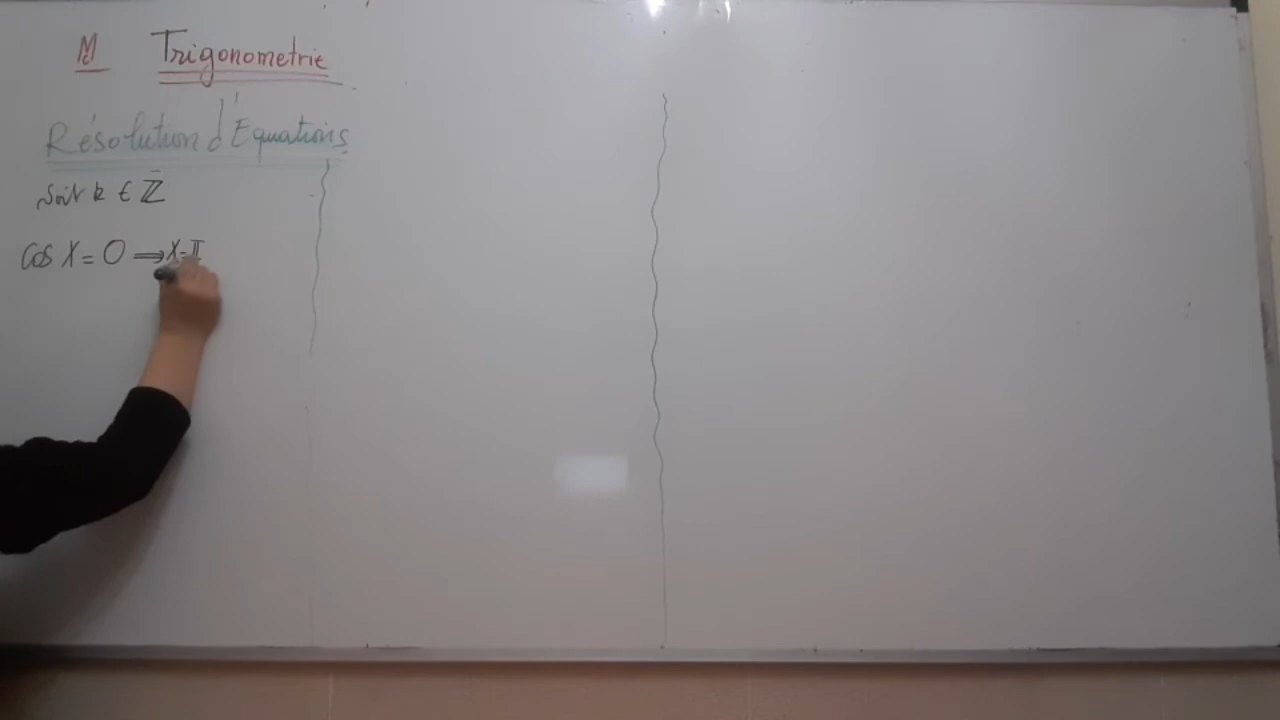 Trigonometrie
Résolution d'Equations
Soit k ∈ ℤ
Cos X = 0 ⟹ X = π